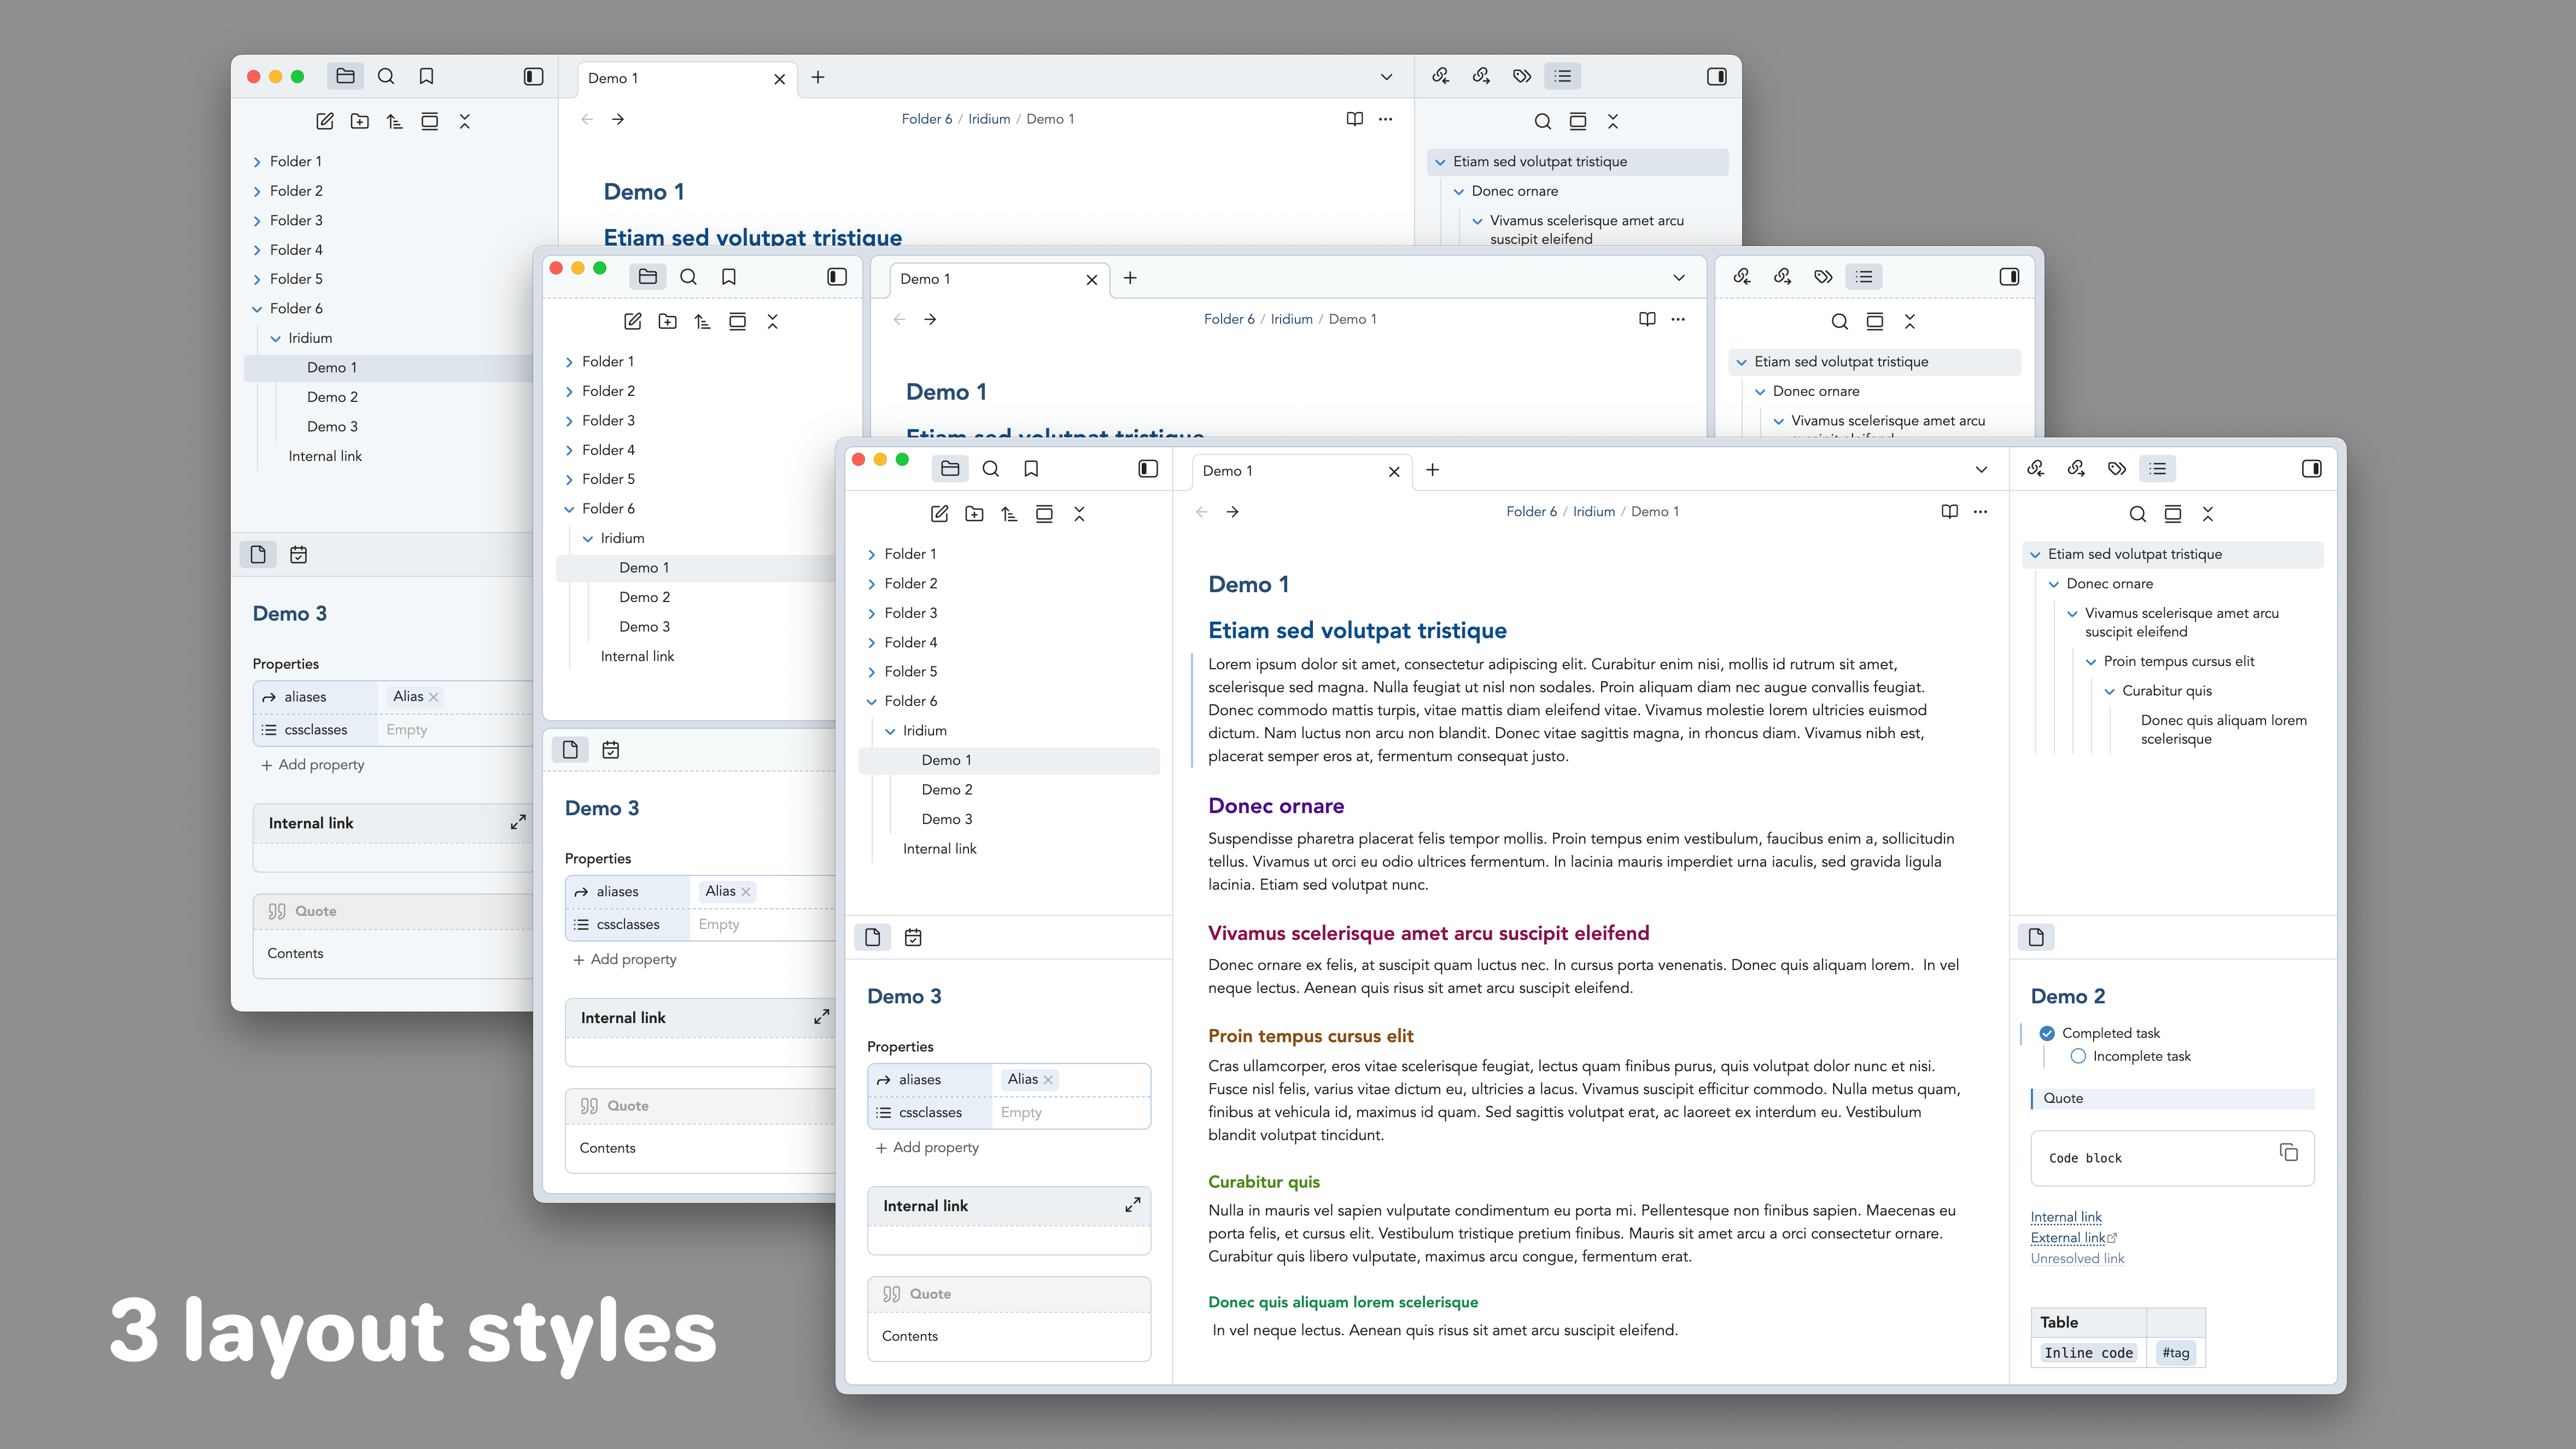 Demo 1
Folder 6 / Iridium / Demo 1
Folder 1
Folder 2
Folder 3
Folder 4
Folder 5
Folder 6
Iridium
Demo 1
Demo 2
Demo 3
Internal link
Demo 3
Properties
aliases Alias
cssclasses Empty
Add property
Internal link
Quote
Contents
Demo 1
Etiam sed volutpat tristique
Etiam sed volutpat tristique
Donec ornare
Vivamus scelerisque amet arcu
suscipit eleifend
Demo 1
Folder 6 / Iridium / Demo 1
Folder 1
Folder 2
Folder 3
Folder 4
Folder 5
Folder 6
Iridium
Demo 1
Demo 2
Demo 3
Internal link
Demo 3
Properties
aliases Alias
cssclasses Empty
Add property
Internal link
Quote
Contents
Demo 1
Etiam sed volutpat tristique
Etiam sed volutpat tristique
Donec ornare
Vivamus scelerisque amet arcu
suscipit eleifend
Demo 1
Folder 6 / Iridium / Demo 1
Folder 1
Folder 2
Folder 3
Folder 4
Folder 5
Folder 6
Iridium
Demo 1
Demo 2
Demo 3
Internal link
Demo 3
Properties
aliases Alias
cssclasses Empty
Add property
Internal link
Quote
Contents
Demo 1
Etiam sed volutpat tristique
Lorem ipsum dolor sit amet, consectetur adipiscing elit. Curabitur enim nisi, mollis id rutrum sit amet,
scelerisque sed magna. Nulla feugiat ut nisl non sodales. Proin aliquam diam nec augue convallis feugiat.
Donec commodo mattis turpis, vitae mattis diam eleifend vitae. Vivamus molestie lorem ultricies euismod
dictum. Nam luctus non arcu non blandit. Donec vitae sagittis magna, in rhoncus diam. Vivamus nibh est,
placerat semper eros at, fermentum consequat justo.
Donec ornare
Suspendisse pharetra placerat felis tempor mollis. Proin tempus enim vestibulum, faucibus enim a, sollicitudin
tellus. Vivamus ut orci eu odio ultrices fermentum. In lacinia mauris imperdiet urna iaculis, sed gravida ligula
lacinia. Etiam sed volutpat nunc.
Vivamus scelerisque amet arcu suscipit eleifend
Donec ornare ex felis, at suscipit quam luctus nec. In cursus porta venenatis. Donec quis aliquam lorem.  In vel
neque lectus. Aenean quis risus sit amet arcu suscipit eleifend.
Proin tempus cursus elit
Cras ullamcorper, eros vitae scelerisque feugiat, lectus quam finibus purus, quis volutpat dolor nunc et nisi.
Fusce nisl felis, varius vitae dictum eu, ultricies a lacus. Vivamus suscipit efficitur commodo. Nulla metus quam,
finibus at vehicula id, maximus id quam. Sed sagittis volutpat erat, ac laoreet ex interdum eu. Vestibulum
blandit volutpat tincidunt.
Curabitur quis
Nulla in mauris vel sapien vulputate condimentum eu porta mi. Pellentesque non finibus sapien. Maecenas eu
porta felis, et cursus elit. Vestibulum tristique pretium finibus. Mauris sit amet arcu a orci consectetur ornare.
Curabitur quis libero vulputate, maximus arcu congue, fermentum erat.
Donec quis aliquam lorem scelerisque
In vel neque lectus. Aenean quis risus sit amet arcu suscipit eleifend.
Etiam sed volutpat tristique
Donec ornare
Vivamus scelerisque amet arcu
suscipit eleifend
Proin tempus cursus elit
Curabitur quis
Donec quis aliquam lorem
scelerisque
Demo 2
Completed task
Incomplete task
Quote
Code block
Internal link
External link
Unresolved link
Table
Inline code #tag
3 layout styles